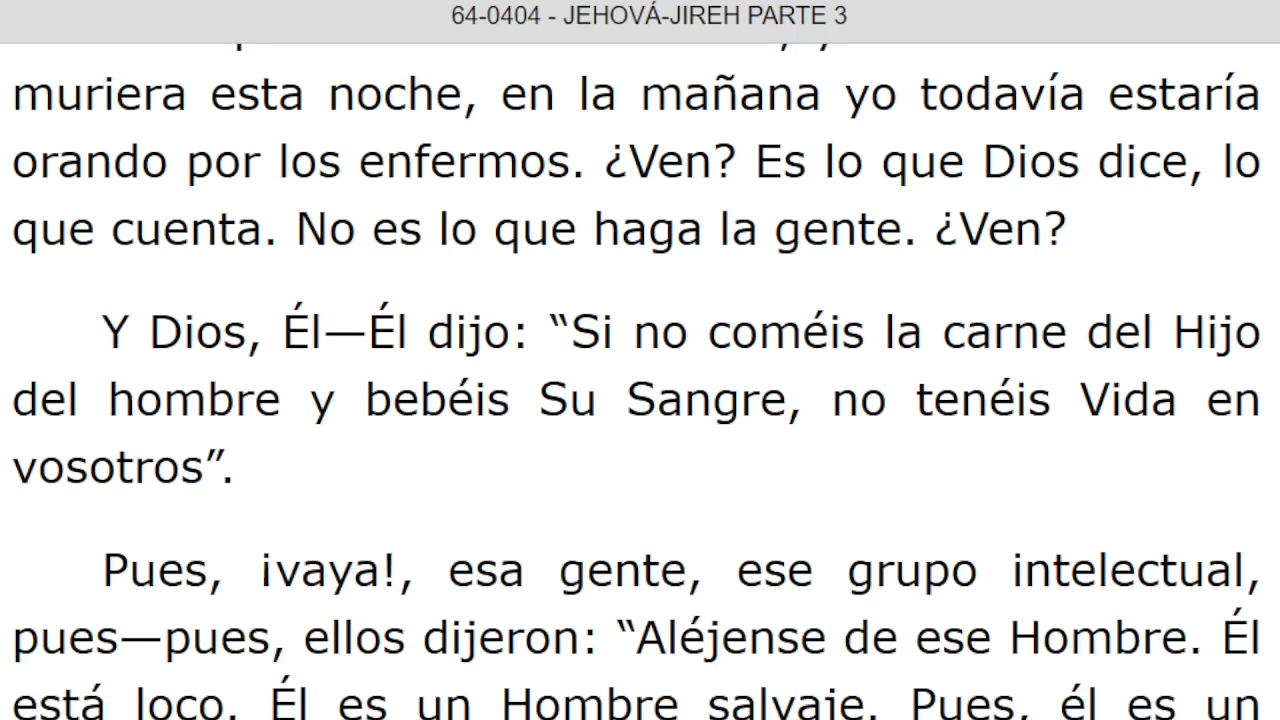 64-0404 - JEHOVÁ-JIREH PARTE 3
muriera esta noche, en la mañana yo todavía estaría
orando por los enfermos. ¿Ven? Es lo que Dios dice, lo
que cuenta. No es lo que haga la gente. ¿Ven?
Y Dios, Él—Él dijo: “Si no coméis la carne del Hijo
del hombre y bebéis Su Sangre, no tenéis Vida en
vosotros”.
Pues, ¡vaya!, esa gente, ese grupo intelectual,
pues—pues, ellos dijeron: “Aléjense de ese Hombre. Él
está loco. Él es un Hombre salvaje. Pues, él es un